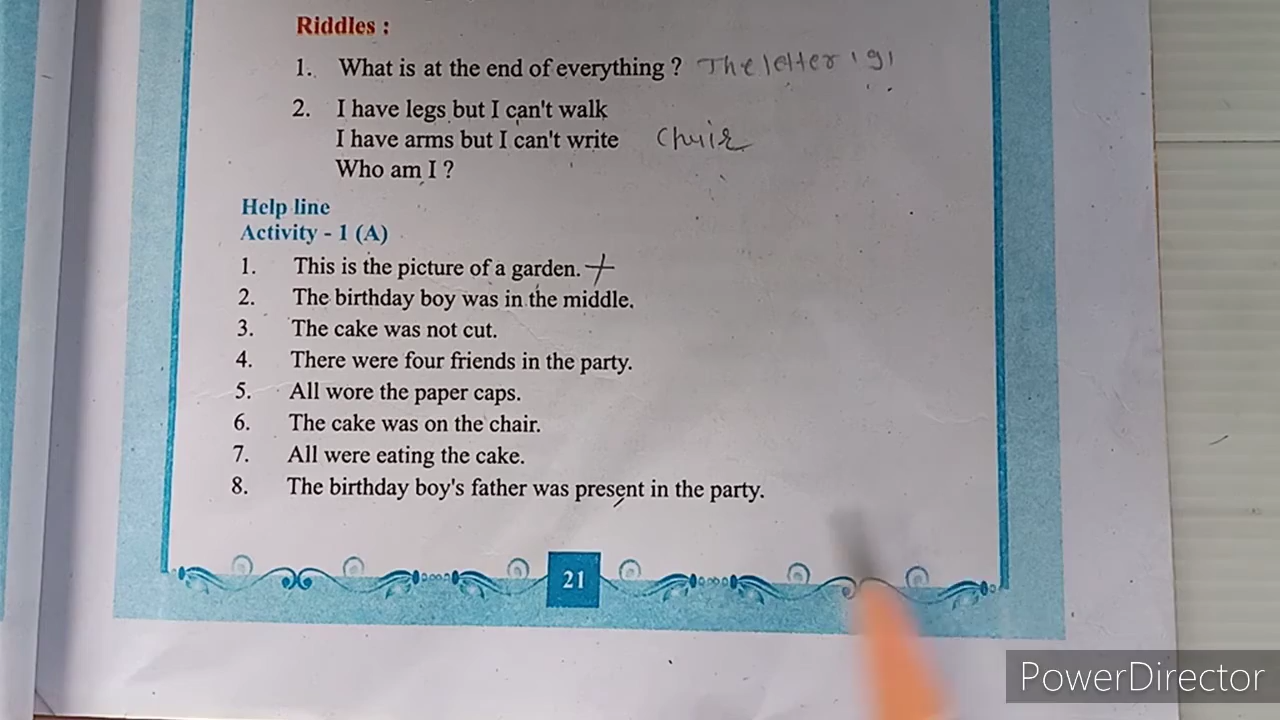 Riddles :
1. What is at the end of everything ? The letter 'g'
2. I have legs but I can't walk
I have arms but I can't write Chair
Who am I ?
Help line
Activity - 1 (A)
1. This is the picture of a garden. +
2. The birthday boy was in the middle.
3. The cake was not cut.
4. There were four friends in the party.
5. All wore the paper caps.
6. The cake was on the chair.
7. All were eating the cake.
8. The birthday boy's father was present in the party.
21
PowerDirector